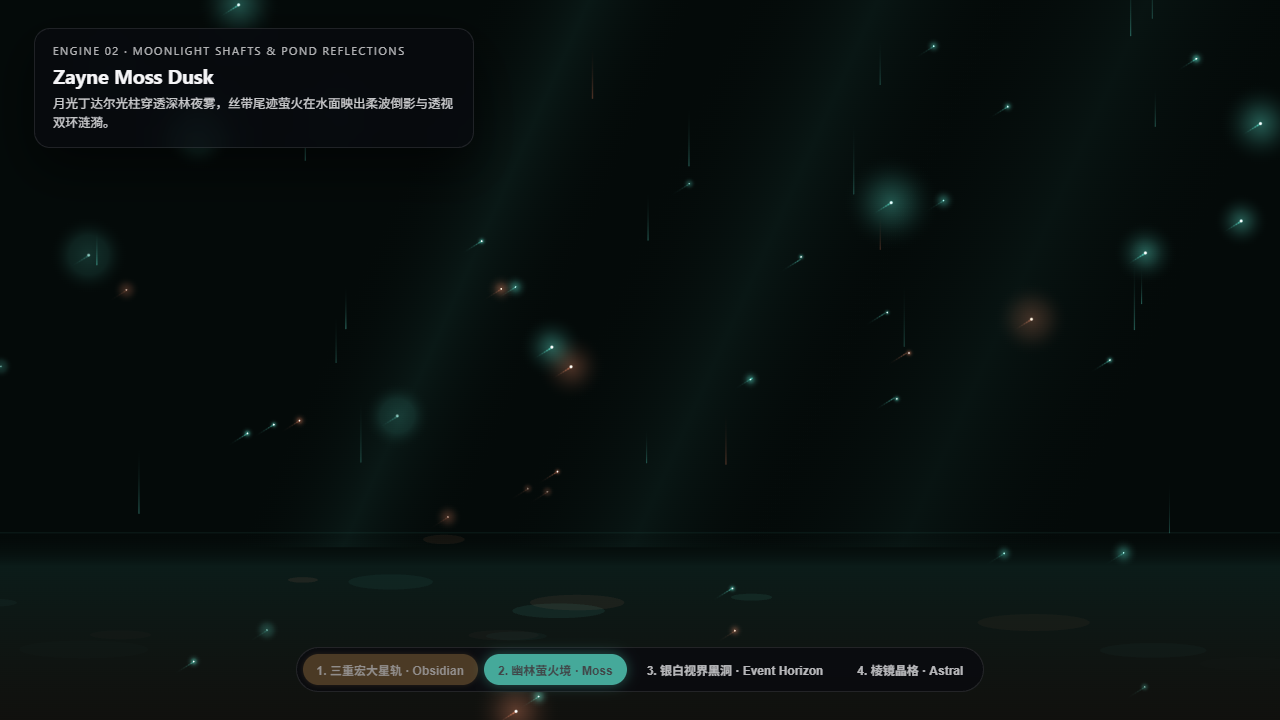 ENGINE 02 · MOONLIGHT SHAFTS & POND REFLECTIONS
Zayne Moss Dusk
月光丁达尔光柱穿透深林夜雾，丝带尾迹萤火在水面映出柔波倒影与透视
双环涟漪。
1. 三重宏大星轨 · Obsidian
2. 幽林萤火境 · Moss
3. 银白视界黑洞 · Event Horizon
4. 棱镜晶格 · Astral